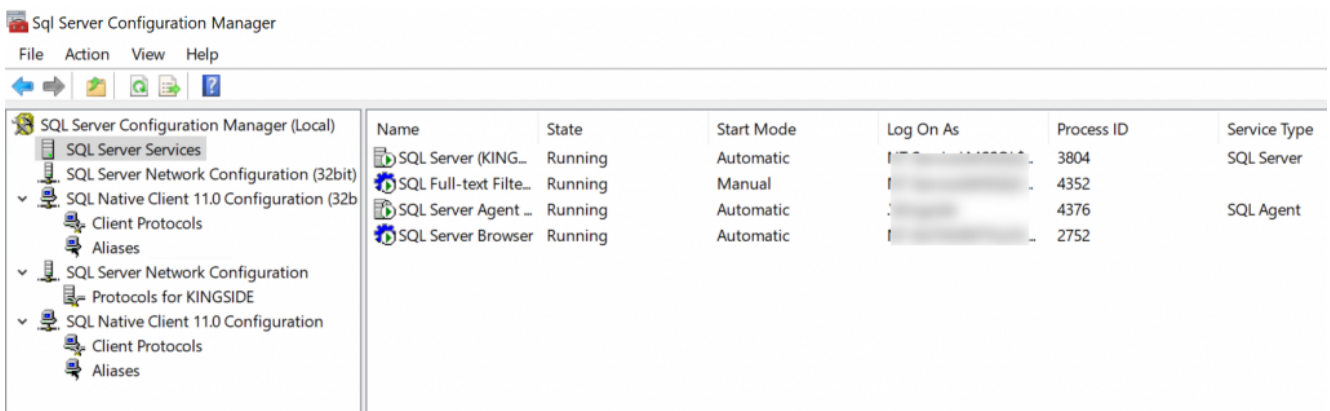 Sql Server Configuration Manager
File Action View Help
SQL Server Configuration Manager (Local)
SQL Server Services
SQL Server Network Configuration (32bit)
SQL Native Client 11.0 Configuration (32b
Client Protocols
Aliases
SQL Server Network Configuration
Protocols for KINGSIDE
SQL Native Client 11.0 Configuration
Client Protocols
Aliases
Name State Start Mode Log On As Process ID Service Type
SQL Server (KING... Running Automatic 3804 SQL Server
SQL Full-text Filte... Running Manual 4352
SQL Server Agent ... Running Automatic 4376 SQL Agent
SQL Server Browser Running Automatic 2752